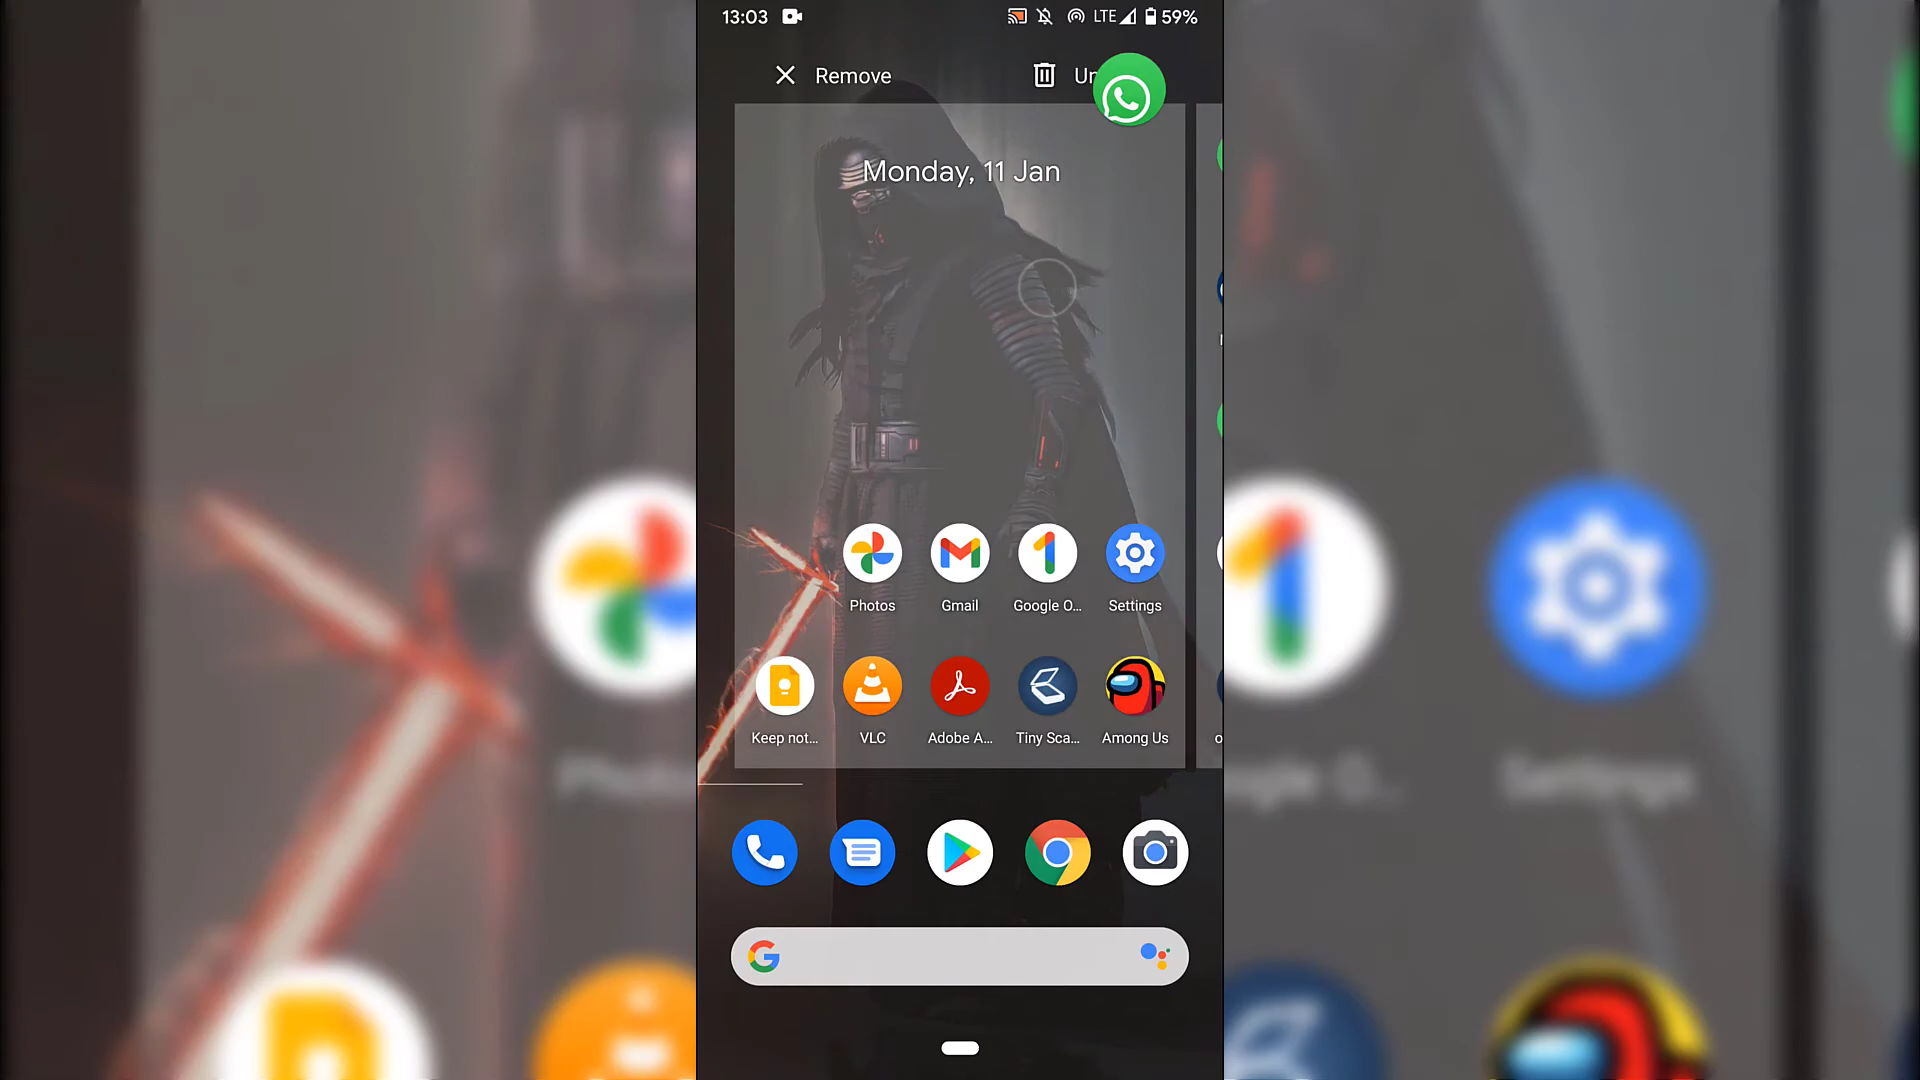 13:03 LTE 59%
Remove Un
Monday, 11 Jan
Photos Gmail Google O... Settings
Keep not... VLC Adobe A... Tiny Sca... Among Us